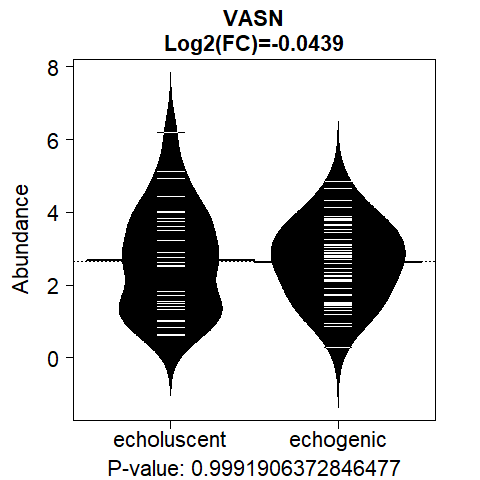 VASN
Log2(FC)=-0.0439
8
6
4
2
0
Abundance
echoluscent echogenic
P-value: 0.9991906372846477